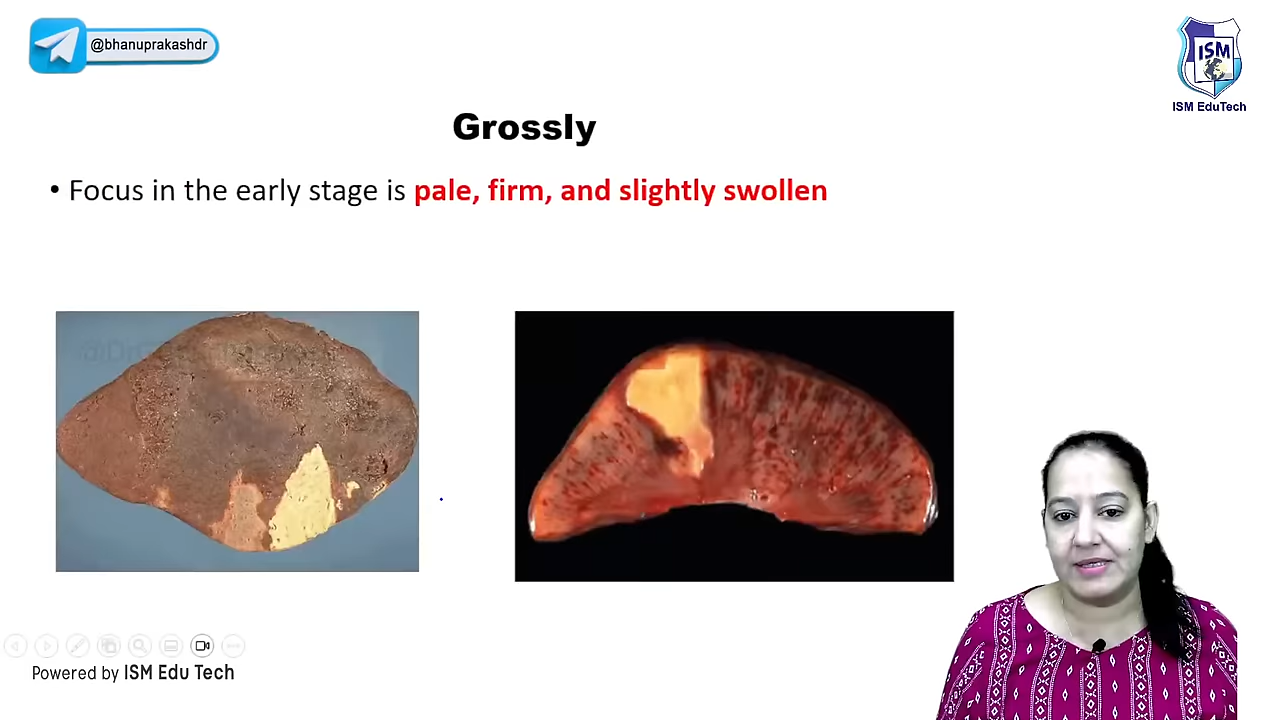 @bhanuprakashdr
ISM
ISM EduTech
Grossly
• Focus in the early stage is pale, firm, and slightly swollen
Powered by ISM Edu Tech